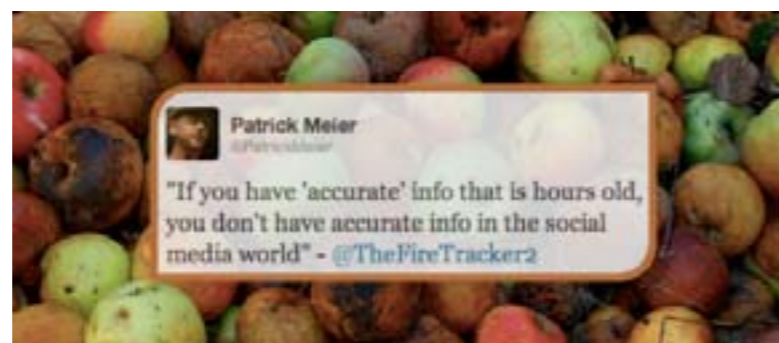 Patrick Meier
@PatrickMeier
"If you have 'accurate' info that is hours old,
you don't have accurate info in the social
media world" - @TheFireTracker2